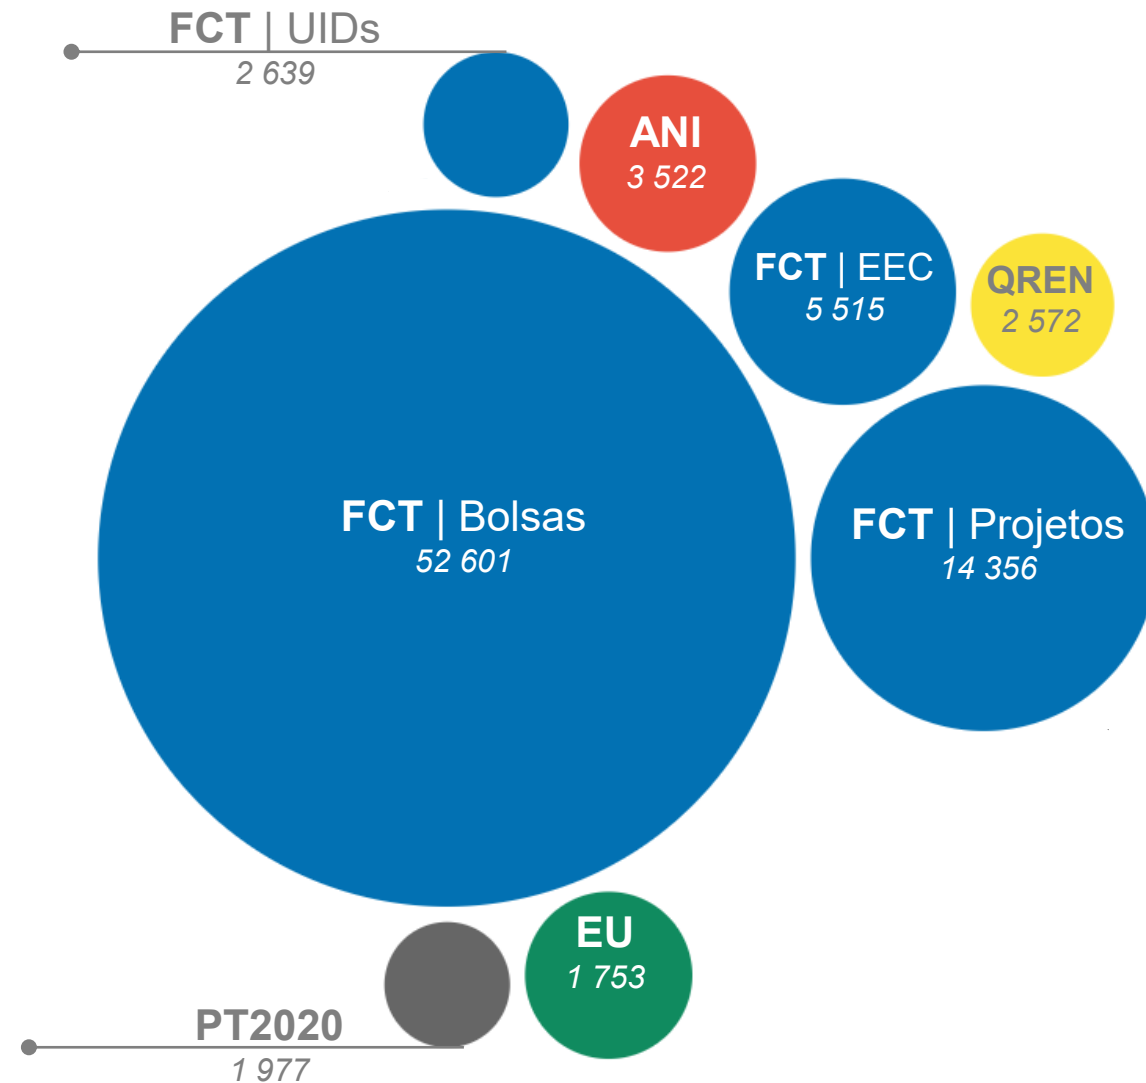 FCT | UIDs
2 639
ANI
3 522
FCT | EEC
5 515
QREN
2 572
FCT | Bolsas
52 601
FCT | Projetos
14 356
EU
1 753
PT2020
1 977